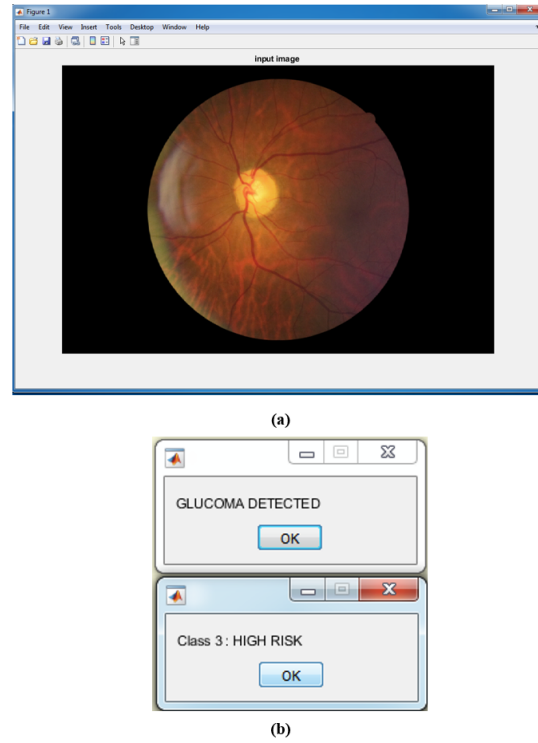 Figure 1
File Edit View Insert Tools Desktop Window Help
input image
(a)
GLUCOMA DETECTED
OK
Class 3 : HIGH RISK
OK
(b)